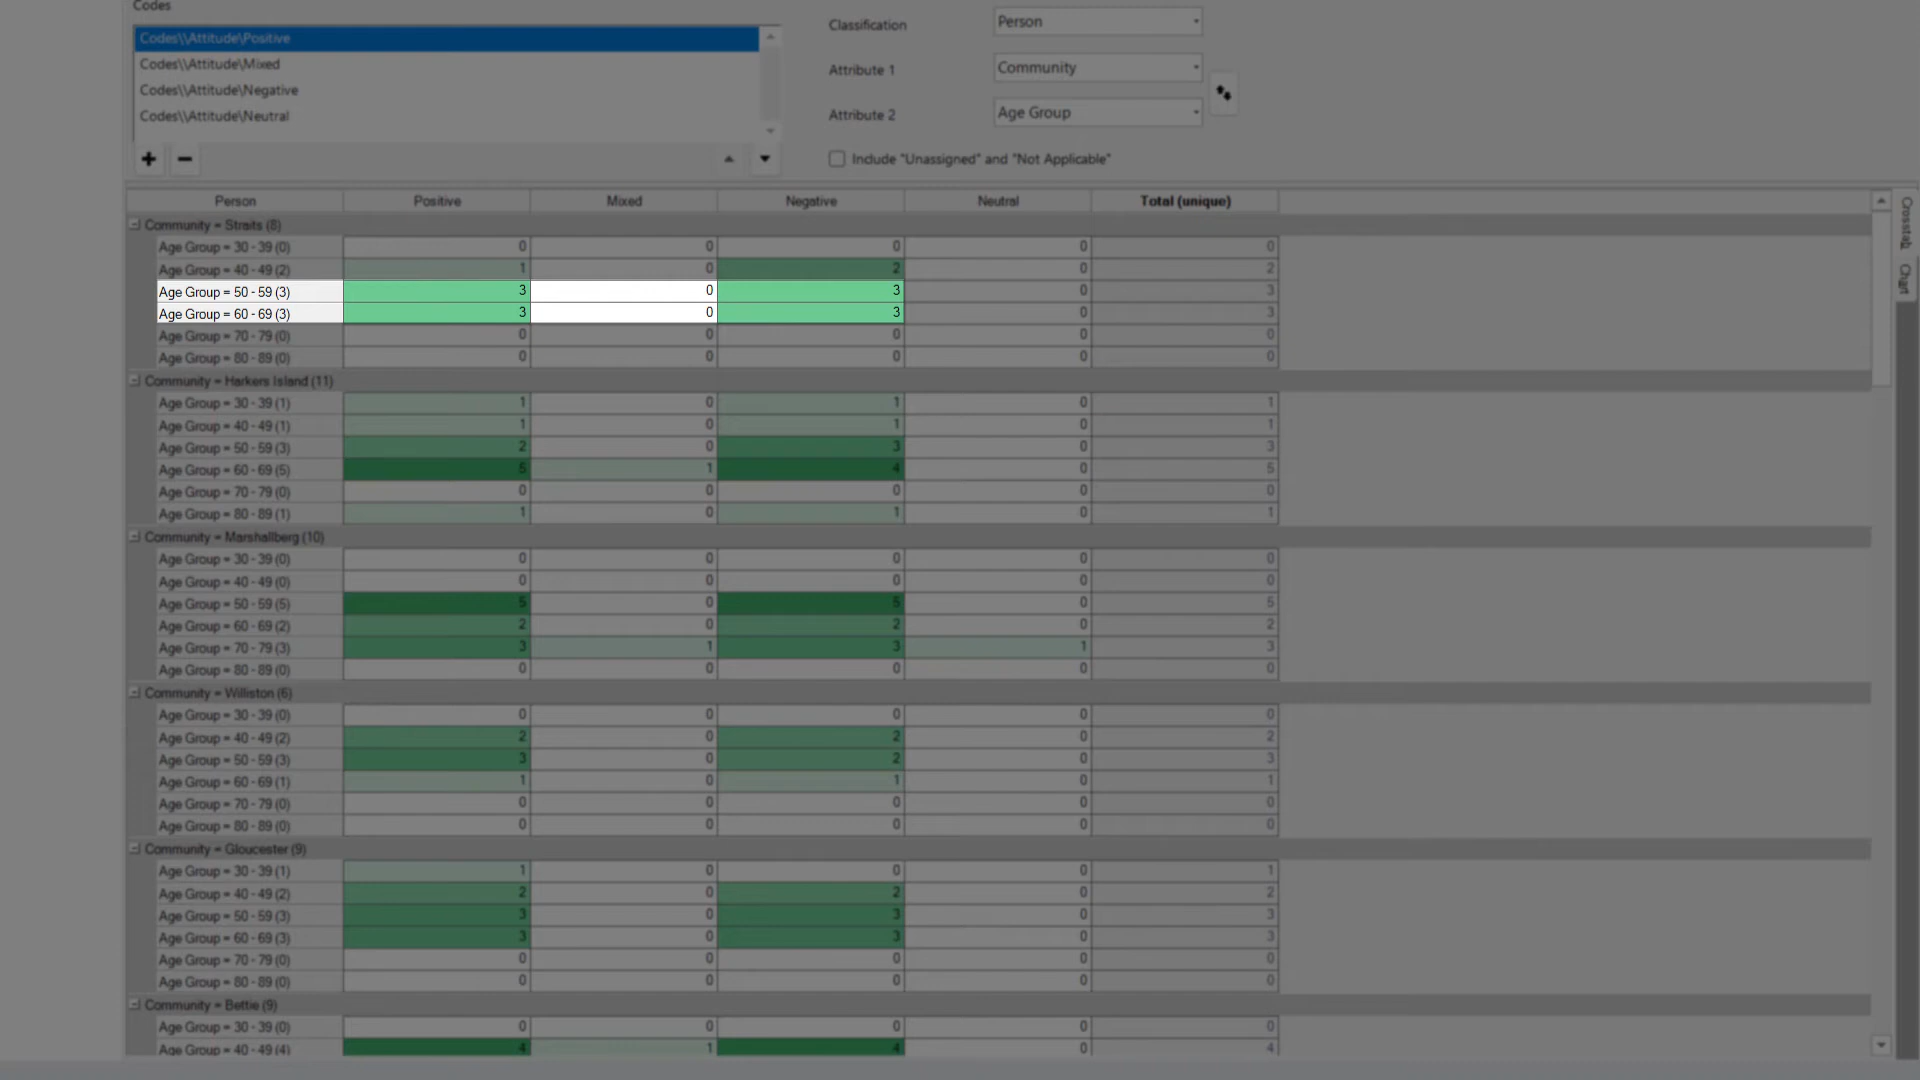 Codes
Codes\\Attitude\Positive
Codes\\Attitude\Mixed
Codes\\Attitude\Negative
Codes\\Attitude\Neutral
Classification Person
Attribute 1 Community
Attribute 2 Age Group
Include "Unassigned" and "Not Applicable"
Person Positive Mixed Negative Neutral Total (unique)
Community = Straits (8)
Age Group = 30 - 39 (0) 0 0 0 0 0
Age Group = 40 - 49 (2) 1 0 2 0 2
Age Group = 50 - 59 (3) 3 0 3 0 3
Age Group = 60 - 69 (3) 3 0 3 0 3
Age Group = 70 - 79 (0) 0 0 0 0 0
Age Group = 80 - 89 (0) 0 0 0 0 0
Community = Harkers Island (11)
Age Group = 30 - 39 (1) 1 0 1 0 1
Age Group = 40 - 49 (1) 1 0 1 0 1
Age Group = 50 - 59 (3) 2 0 3 0 3
Age Group = 60 - 69 (5) 5 1 4 0 5
Age Group = 70 - 79 (0) 0 0 0 0 0
Age Group = 80 - 89 (1) 1 0 1 0 1
Community = Marshallberg (10)
Age Group = 30 - 39 (0) 0 0 0 0 0
Age Group = 40 - 49 (0) 0 0 0 0 0
Age Group = 50 - 59 (5) 5 0 5 0 5
Age Group = 60 - 69 (2) 2 0 2 0 2
Age Group = 70 - 79 (3) 3 1 3 1 3
Age Group = 80 - 89 (0) 0 0 0 0 0
Community = Williston (6)
Age Group = 30 - 39 (0) 0 0 0 0 0
Age Group = 40 - 49 (2) 2 0 2 0 2
Age Group = 50 - 59 (3) 3 0 2 0 3
Age Group = 60 - 69 (1) 1 0 1 0 1
Age Group = 70 - 79 (0) 0 0 0 0 0
Age Group = 80 - 89 (0) 0 0 0 0 0
Community = Gloucester (9)
Age Group = 30 - 39 (1) 1 0 0 0 1
Age Group = 40 - 49 (2) 2 0 2 0 2
Age Group = 50 - 59 (3) 3 0 3 0 3
Age Group = 60 - 69 (3) 3 0 3 0 3
Age Group = 70 - 79 (0) 0 0 0 0 0
Age Group = 80 - 89 (0) 0 0 0 0 0
Community = Bettie (9)
Age Group = 30 - 39 (0) 0 0 0 0 0
Age Group = 40 - 49 (4) 4 1 4 0 4
Crosstab
Chart